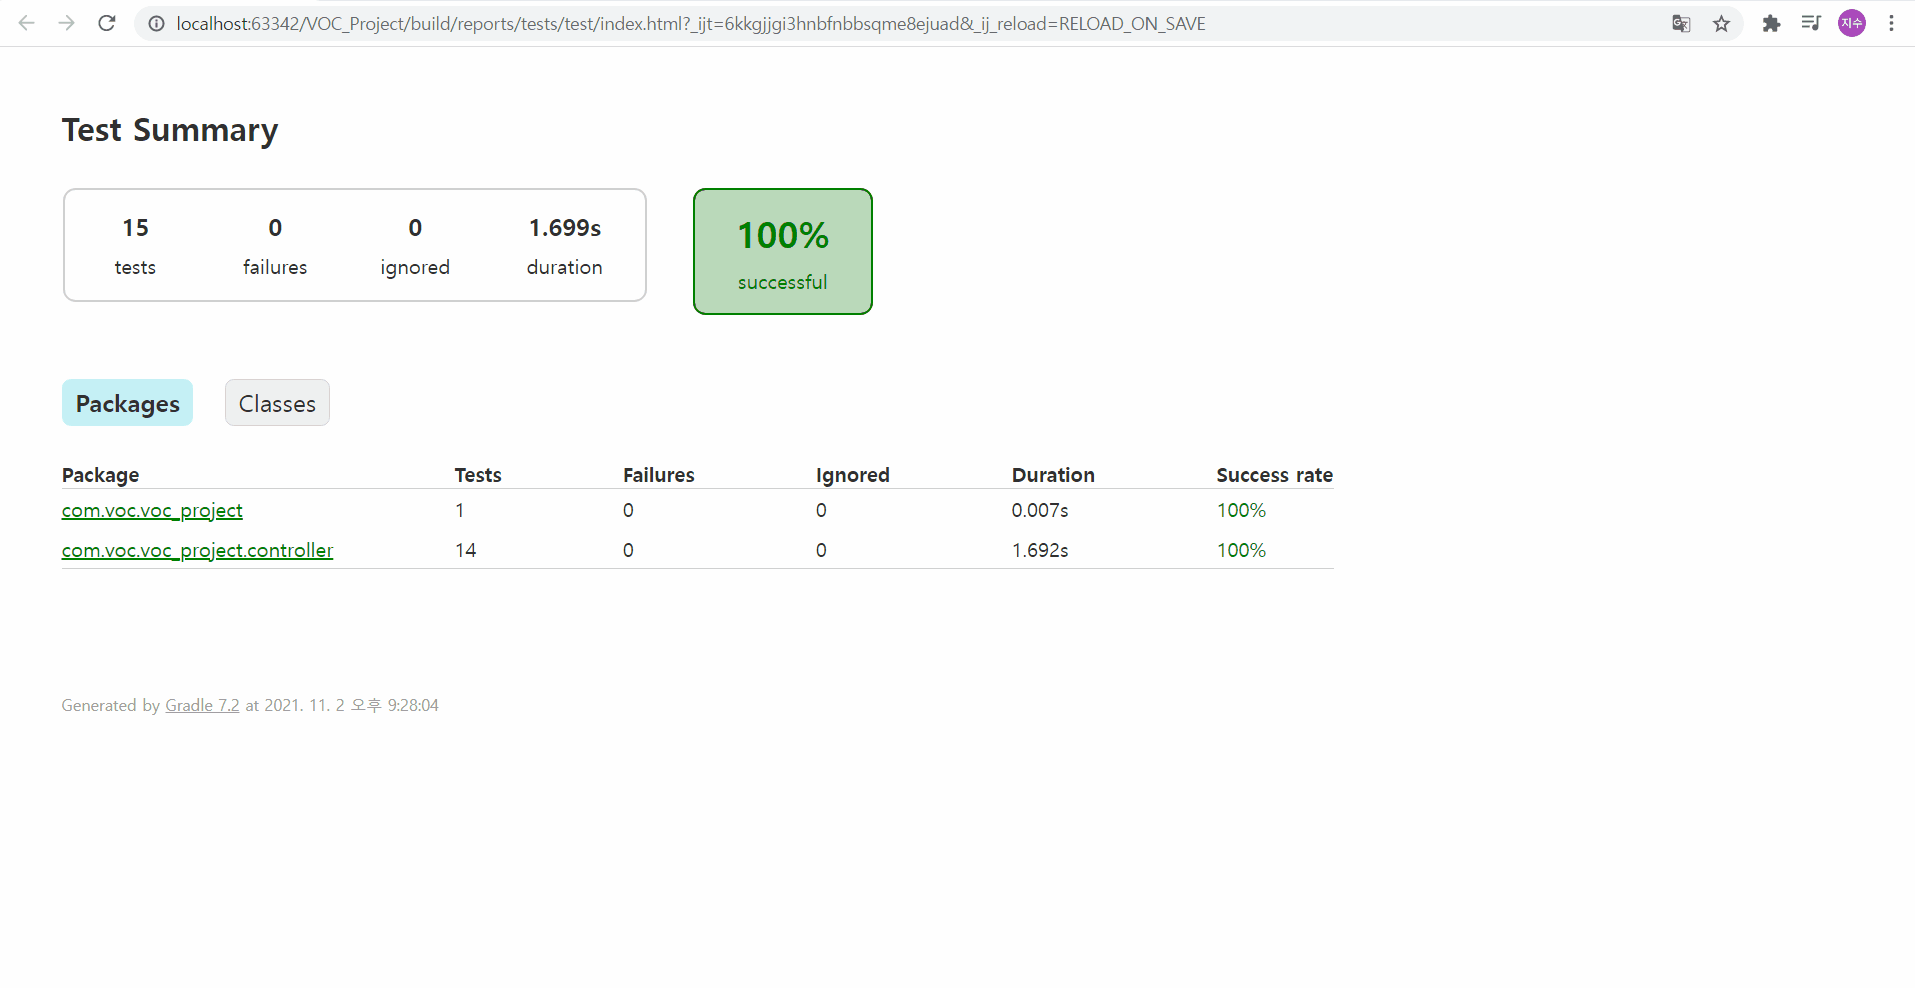 localhost:63342/VOC_Project/build/reports/tests/test/index.html?_ijt=6kkgjjgi3hnbfnbbsqme8ejuad&_ij_reload=RELOAD_ON_SAVE
지수
Test Summary
15 0 0 1.699s
tests failures ignored duration
100%
successful
Packages Classes
Package Tests Failures Ignored Duration Success rate
com.voc.voc_project 1 0 0 0.007s 100%
com.voc.voc_project.controller 14 0 0 1.692s 100%
Generated by Gradle 7.2 at 2021. 11. 2 오후 9:28:04